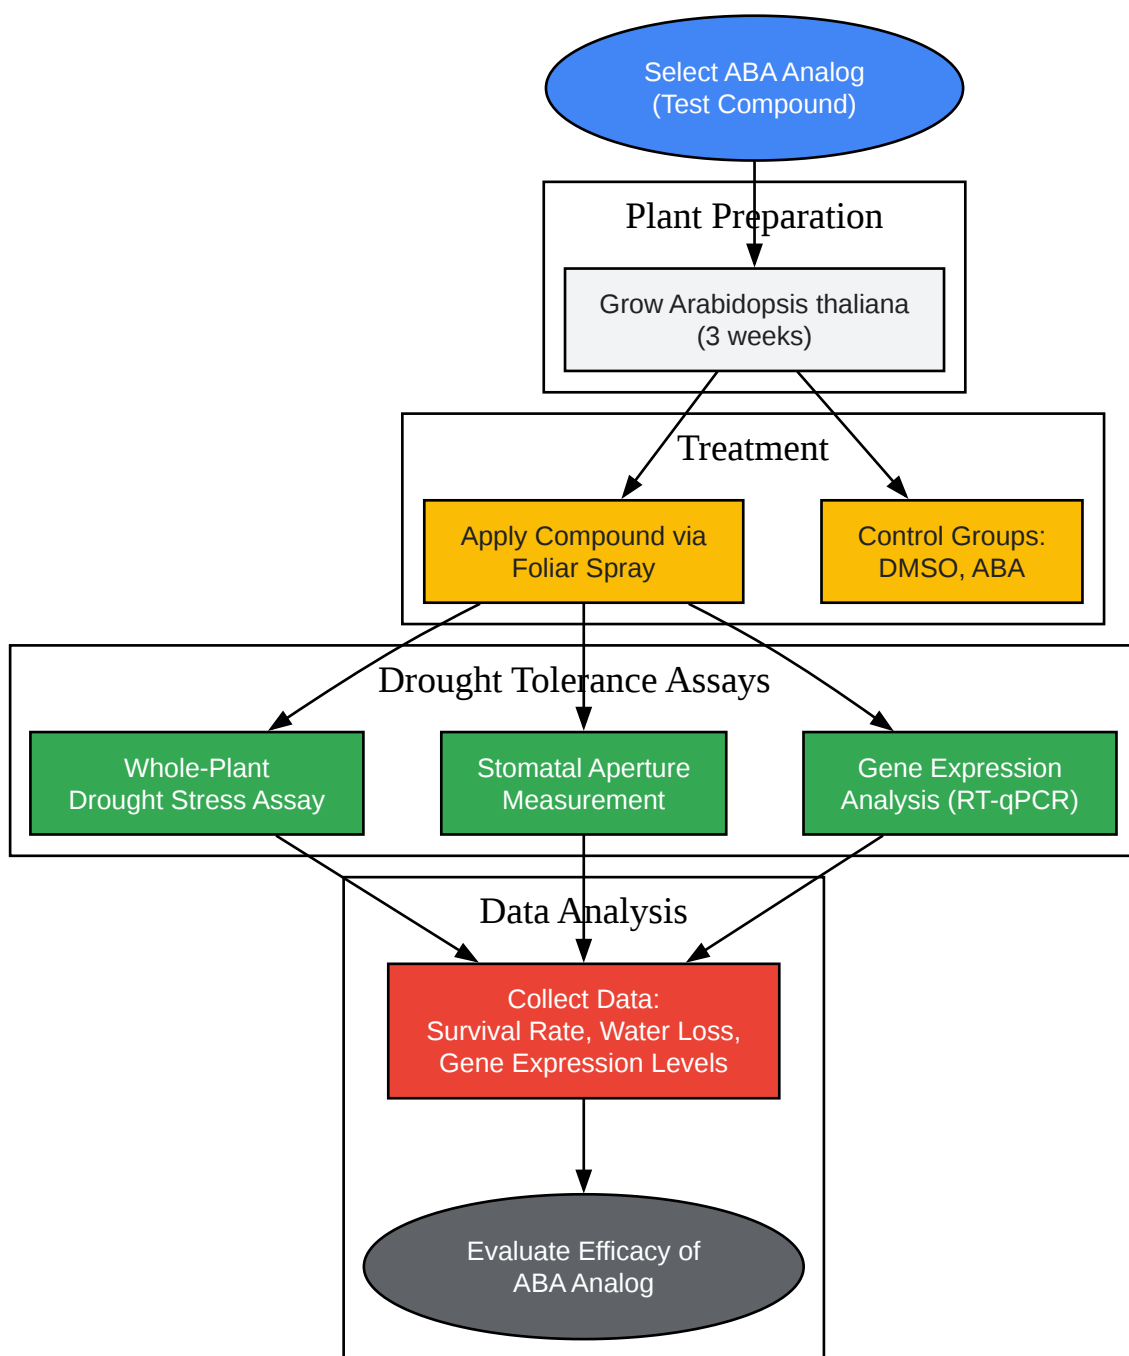 Select ABA Analog
(Test Compound)
Plant Preparation
Grow Arabidopsis thaliana
(3 weeks)
Treatment
Apply Compound via
Foliar Spray
Control Groups:
DMSO, ABA
Drought Tolerance Assays
Whole-Plant
Drought Stress Assay
Stomatal Aperture
Measurement
Gene Expression
Analysis (RT-qPCR)
Data Analysis
Collect Data:
Survival Rate, Water Loss,
Gene Expression Levels
Evaluate Efficacy of
ABA Analog